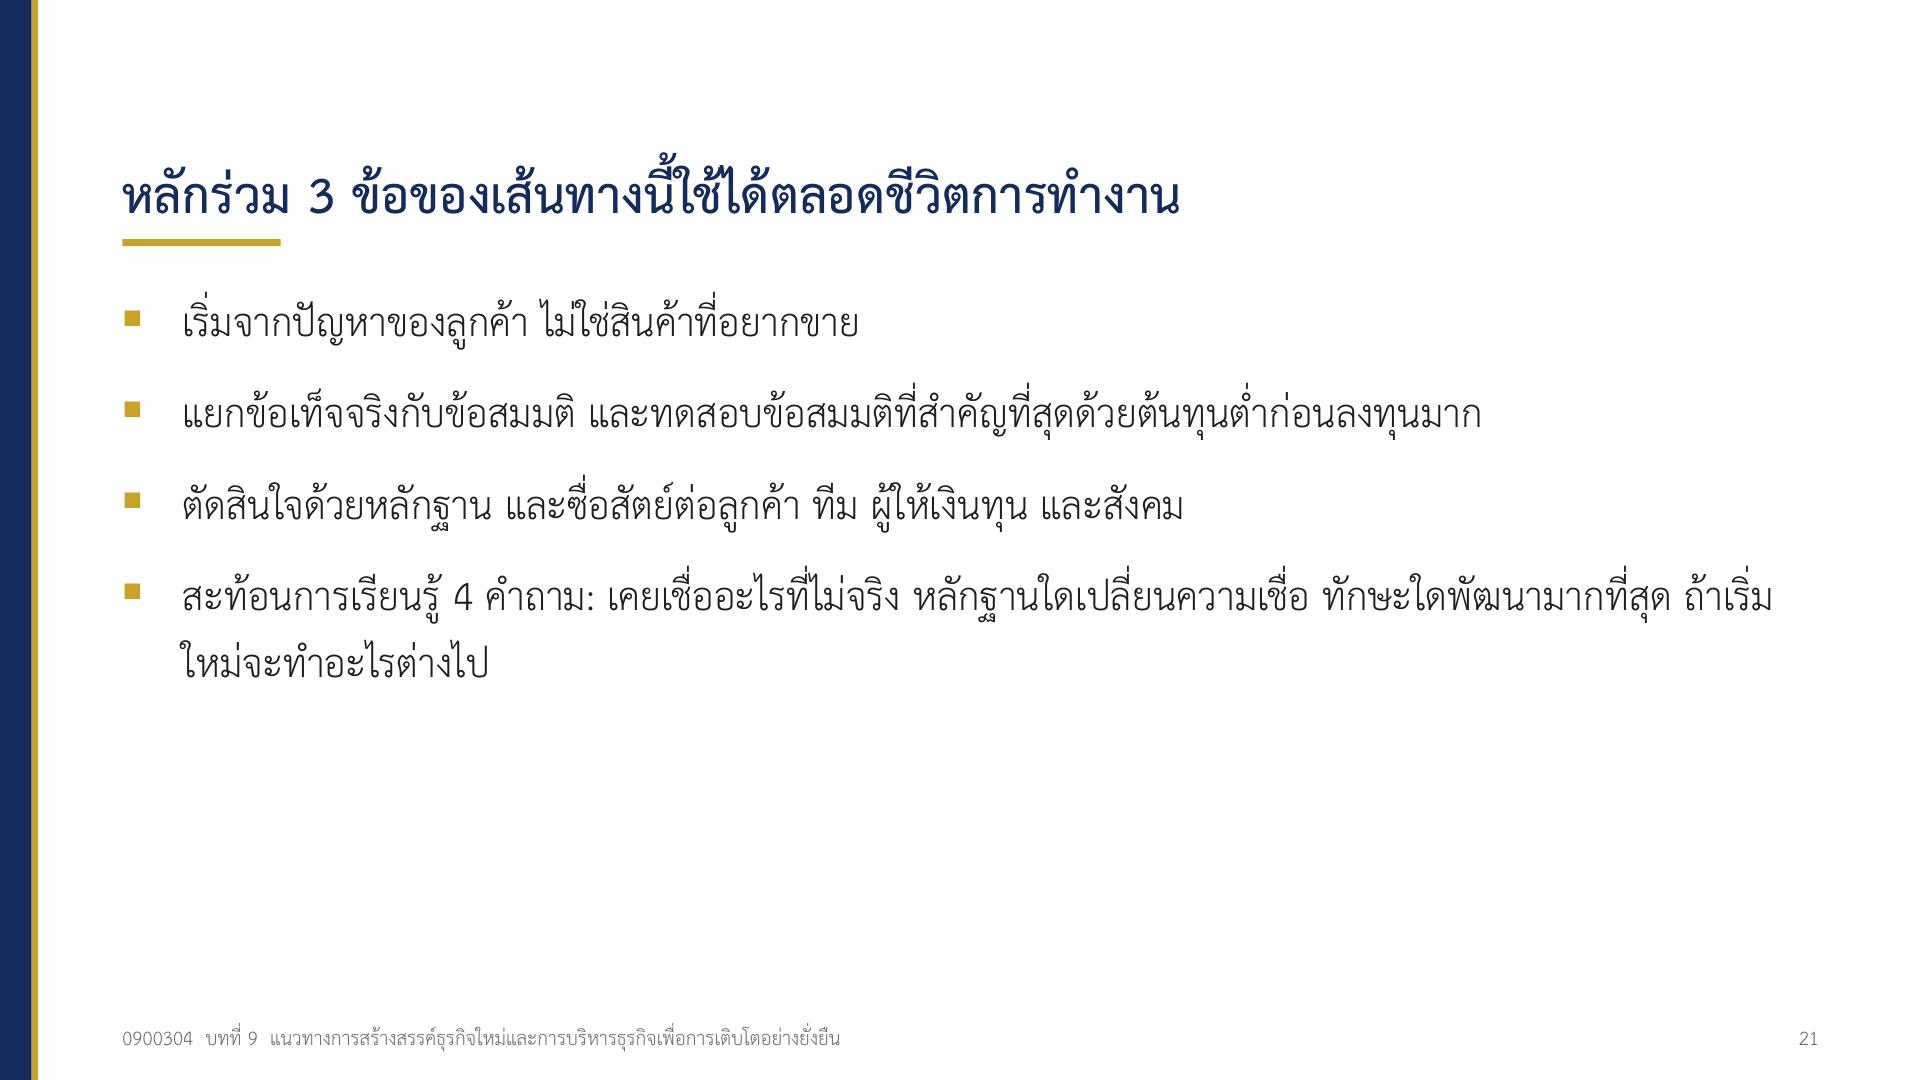 หลักร่วม 3 ข้อของเส้นทางนี้ใช้ได้ตลอดชีวิตการทำงาน
เริ่มจากปัญหาของลูกค้า ไม่ใช่สินค้าที่อยากขาย
แยกข้อเท็จจริงกับข้อสมมติ และทดสอบข้อสมมติที่สำคัญที่สุดด้วยต้นทุนต่ำก่อนลงทุนมาก
ตัดสินใจด้วยหลักฐาน และซื่อสัตย์ต่อลูกค้า ทีม ผู้ให้เงินทุน และสังคม
สะท้อนการเรียนรู้ 4 คำถาม: เคยเชื่ออะไรที่ไม่จริง หลักฐานใดเปลี่ยนความเชื่อ ทักษะใดพัฒนามากที่สุด ถ้าเริ่ม
ใหม่จะทำอะไรต่างไป
0900304 บทที่ 9 แนวทางการสร้างสรรค์ธุรกิจใหม่และการบริหารธุรกิจเพื่อการเติบโตอย่างยั่งยืน
21